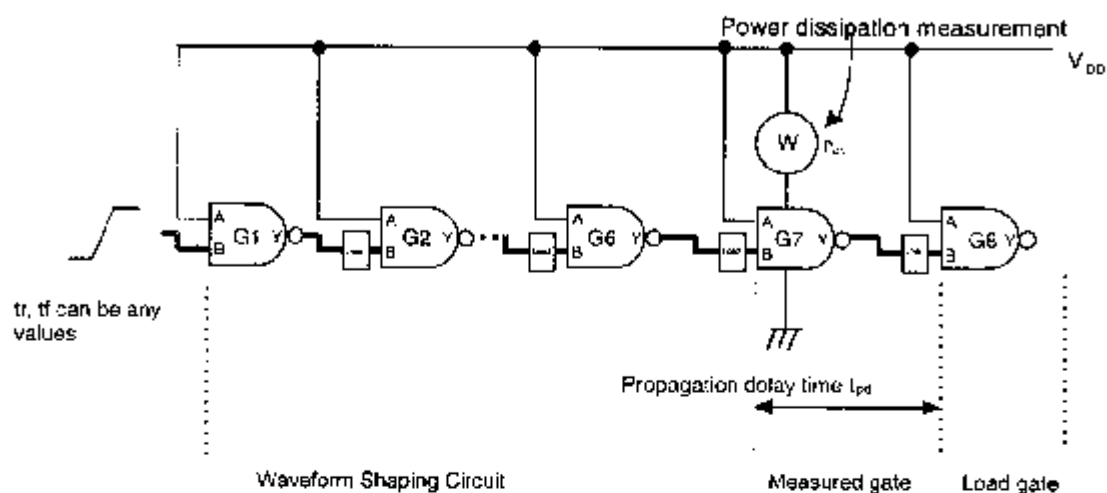 Power dissipation measurement
V DD
W
A
B
G1
Y
A
B
G2
Y
A
B
G6
Y
A
B
G7
Y
A
B
G8
Y
tr, tf can be any
values
Propagation delay time tpd
Waveform Shaping Circuit
Measured gate
Load gate